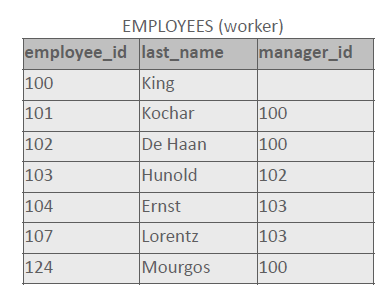 EMPLOYEES (worker)
employee_id last_name manager_id
100 King
101 Kochar 100
102 De Haan 100
103 Hunold 102
104 Ernst 103
107 Lorentz 103
124 Mourgos 100